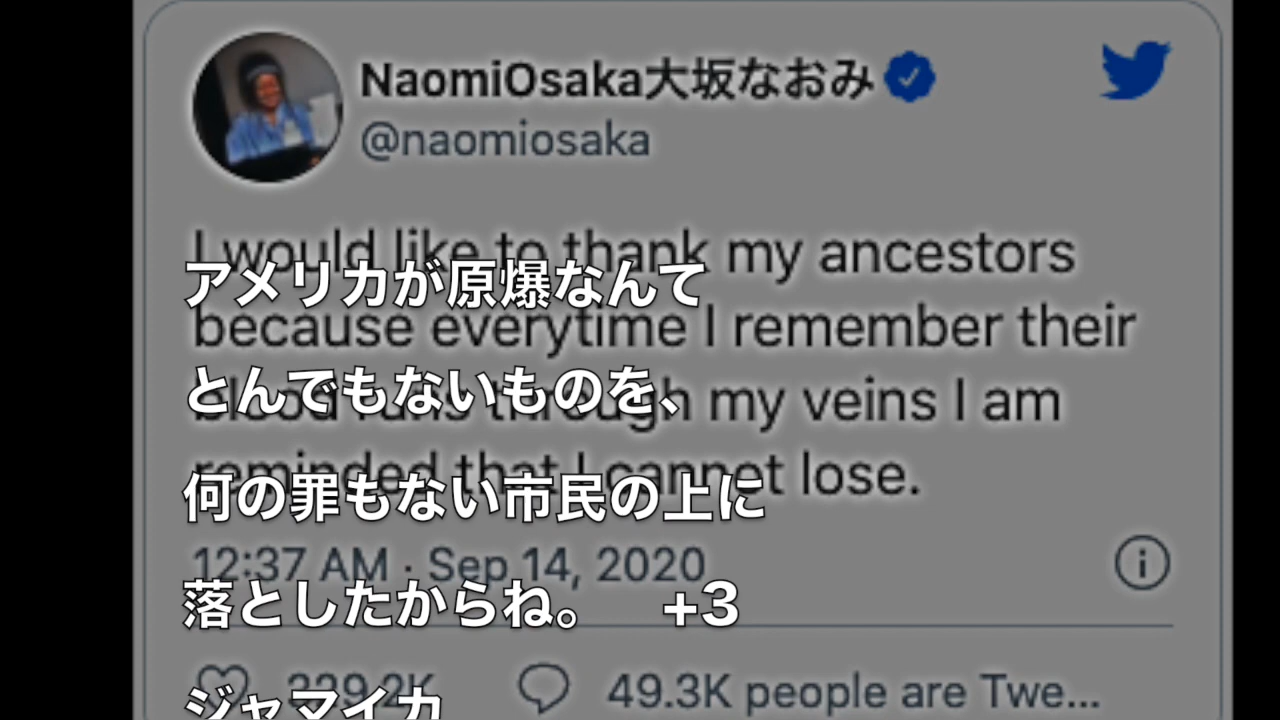 NaomiOsaka大坂なおみ
@naomiosaka
I would like to thank my ancestors
アメリカが原爆なんて
because everytime I remember their
とんでもないものを、
blood runs through my veins I am
reminded that I cannot lose.
何の罪もない市民の上に
12:37 AM · Sep 14, 2020
落としたからね。 +3
49.3K people are Twe...
ジャマイカ